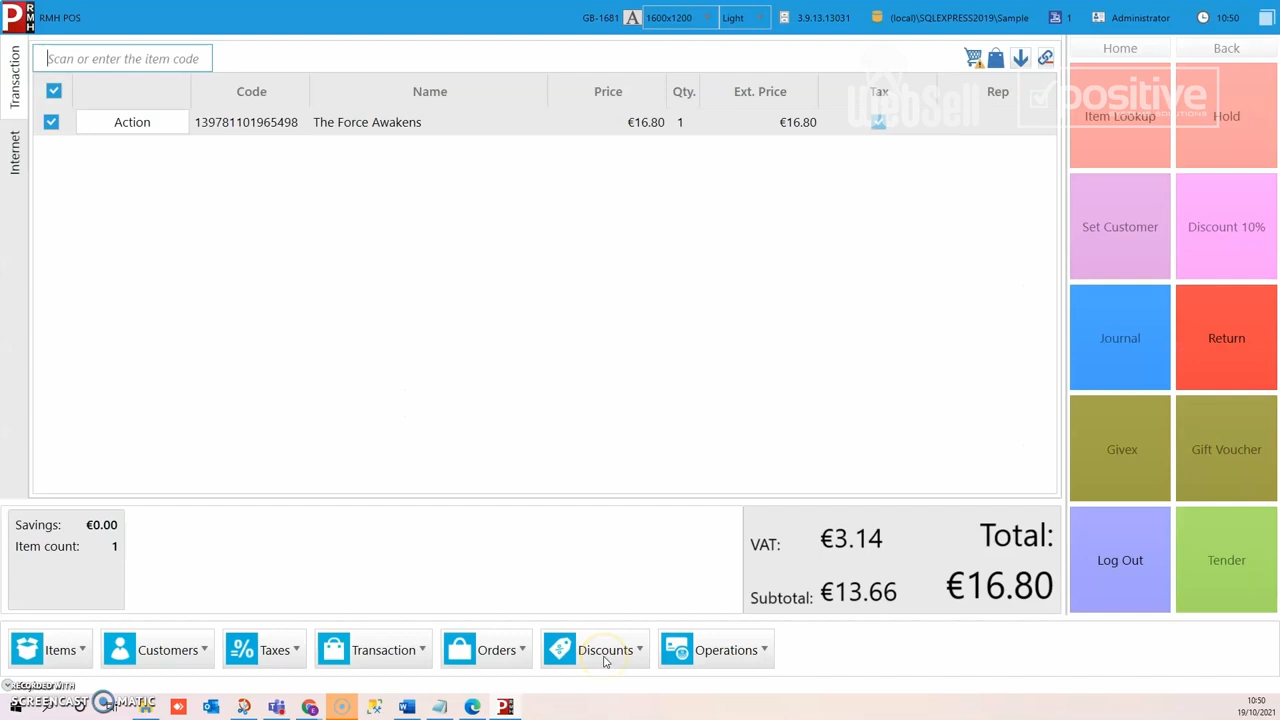 P RMH RMH POS GB-1681 A 1600x1200 Light 3.9.13.13031 (local)\SQLEXPRESS2019\Sample 1 Administrator 10:50
Transaction
Internet
Scan or enter the item code
Code Name Price Qty. Ext. Price Tax Rep
Action 139781101965498 The Force Awakens €16.80 1 €16.80
WebSell
positive
Home Back
Item Lookup Hold
Set Customer Discount 10%
Journal Return
Givex Gift Voucher
Log Out Tender
Savings: €0.00
Item count: 1
VAT: €3.14 Total:
Subtotal: €13.66 €16.80
Items Customers Taxes Transaction Orders Discounts Operations
RECORDED WITH
SCREENCAST MATIC
10:50
19/10/2021